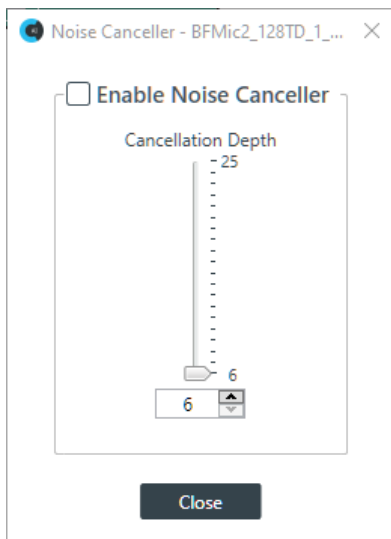 Noise Canceller - BFMic2_128TD_1_...
Enable Noise Canceller
Cancellation Depth
25
6
6
Close